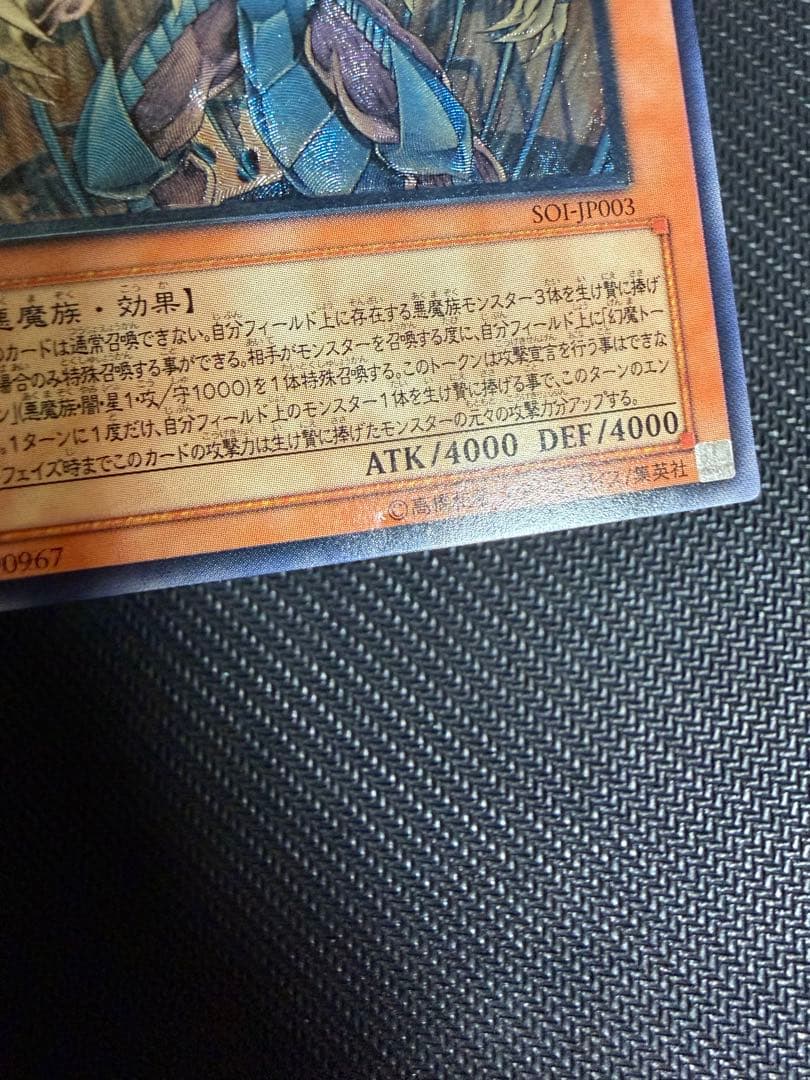 SOI-JP003
悪魔族・効果】
のカードは通常召喚できない。自分フィールド上に存在する悪魔族モンスター3体を生け贄に捧げ
場合のみ特殊召喚する事ができる。相手がモンスターを召喚する度に、自分フィールド上に「幻魔トー
ン」(悪魔族・闇・星1・攻/守1000)を1体特殊召喚する。このトークンは攻撃宣言を行う事はできな
。1ターンに1度だけ、自分フィールド上のモンスター1体を生け贄に捧げる事で、このターンのエン
フェイズ時までこのカードの攻撃力は生け贄に捧げたモンスターの元々の攻撃力分アップする。
ATK/4000 DEF/4000
©高橋和 ス/集英社
0967